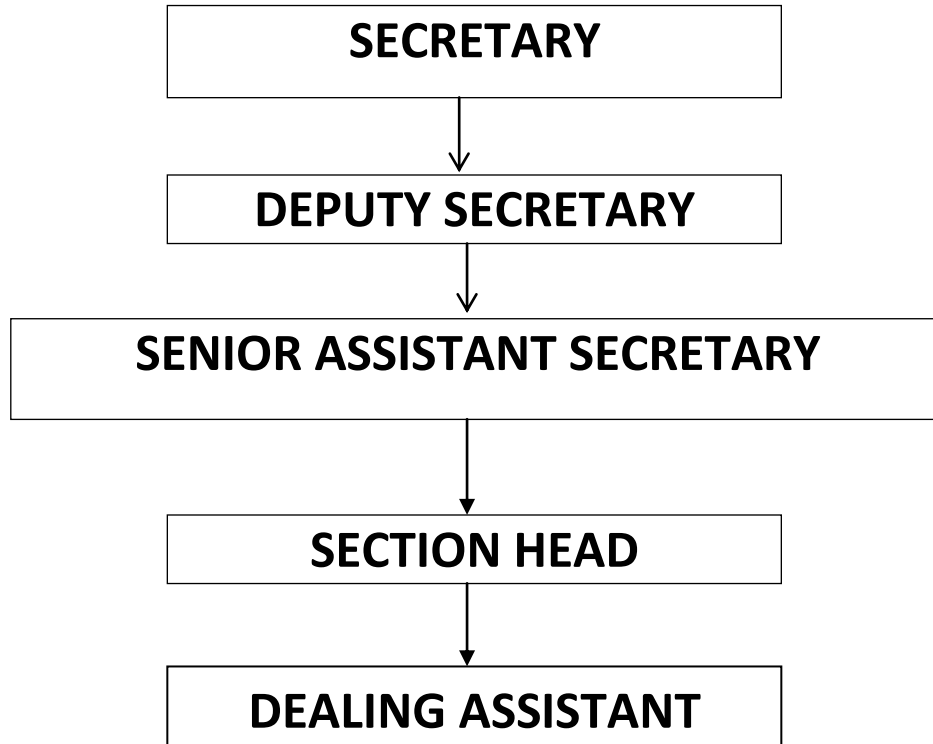 SECRETARY
DEPUTY SECRETARY
SENIOR ASSISTANT SECRETARY
SECTION HEAD
DEALING ASSISTANT